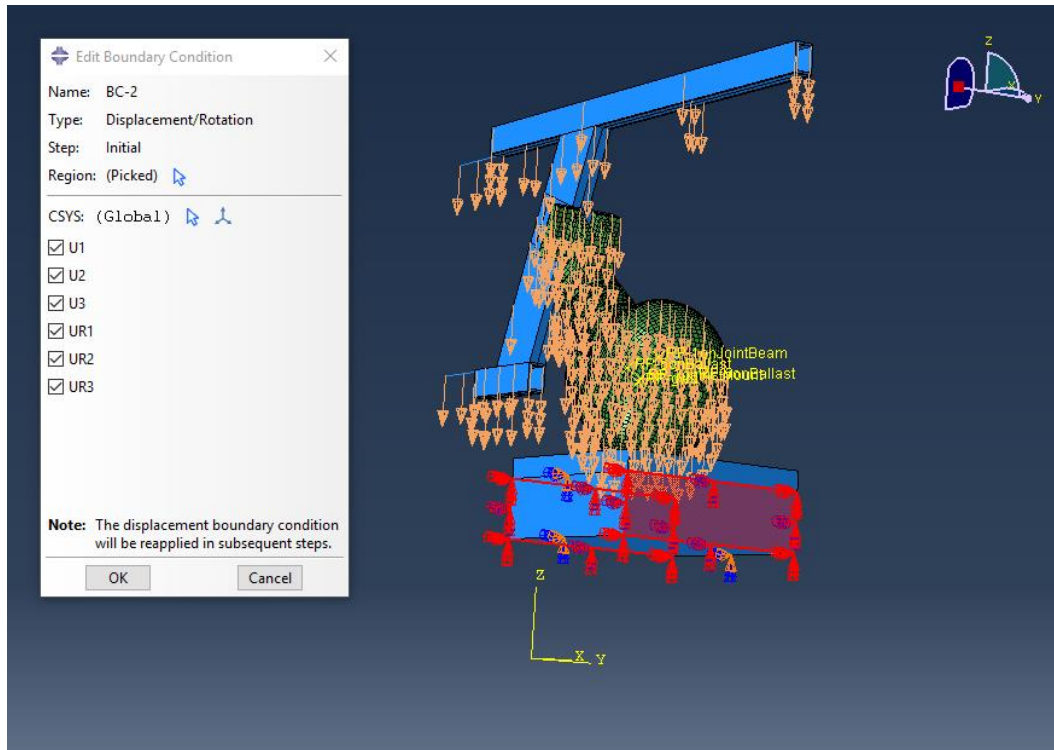 Edit Boundary Condition
Name: BC-2
Type: Displacement/Rotation
Step: Initial
Region: (Picked)
CSYS: (Global)
U1
U2
U3
UR1
UR2
UR3
Note: The displacement boundary condition
will be reapplied in subsequent steps.
OK Cancel
Z
X
Y
Z
X Y